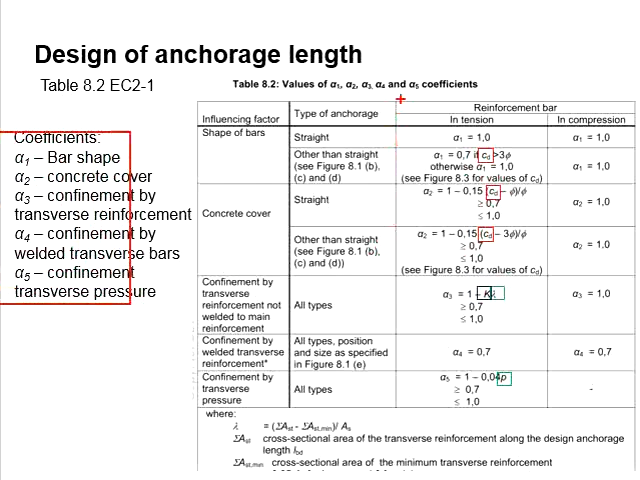 Design of anchorage length
Table 8.2 EC2-1
Coefficients:
α1 – Bar shape
α2 – concrete cover
α3 – confinement by
transverse reinforcement
α4 – confinement by
welded transverse bars
α5 – confinement
transverse pressure
Table 8.2: Values of α1, α2, α3, α4 and α5 coefficients
Influencing factor
Type of anchorage
Reinforcement bar
In tension
In compression
Shape of bars
Straight
α1 = 1,0
α1 = 1,0
Other than straight
(see Figure 8.1 (b),
(c) and (d)
α1 = 0,7 if cd >3ϕ
otherwise α1 = 1,0
(see Figure 8.3 for values of cd)
α1 = 1,0
Concrete cover
Straight
α2 = 1 – 0,15 (cd – ϕ)/ϕ
≥ 0,7
≤ 1,0
α2 = 1,0
Other than straight
(see Figure 8.1 (b),
(c) and (d))
α2 = 1 – 0,15 (cd – 3ϕ)/ϕ
≥ 0,7
≤ 1,0
(see Figure 8.3 for values of cd)
α2 = 1,0
Confinement by
transverse
reinforcement not
welded to main
reinforcement
All types
α3 = 1 – Kλ
≥ 0,7
≤ 1,0
α3 = 1,0
Confinement by
welded transverse
reinforcement*
All types, position
and size as specified
in Figure 8.1 (e)
α4 = 0,7
α4 = 0,7
Confinement by
transverse
pressure
All types
α5 = 1 – 0,04p
≥ 0,7
≤ 1,0
-
where:
λ = (ΣAst - ΣAst,min)/ As
ΣAst cross-sectional area of the transverse reinforcement along the design anchorage
length lbd
ΣAst,min cross-sectional area of the minimum transverse reinforcement